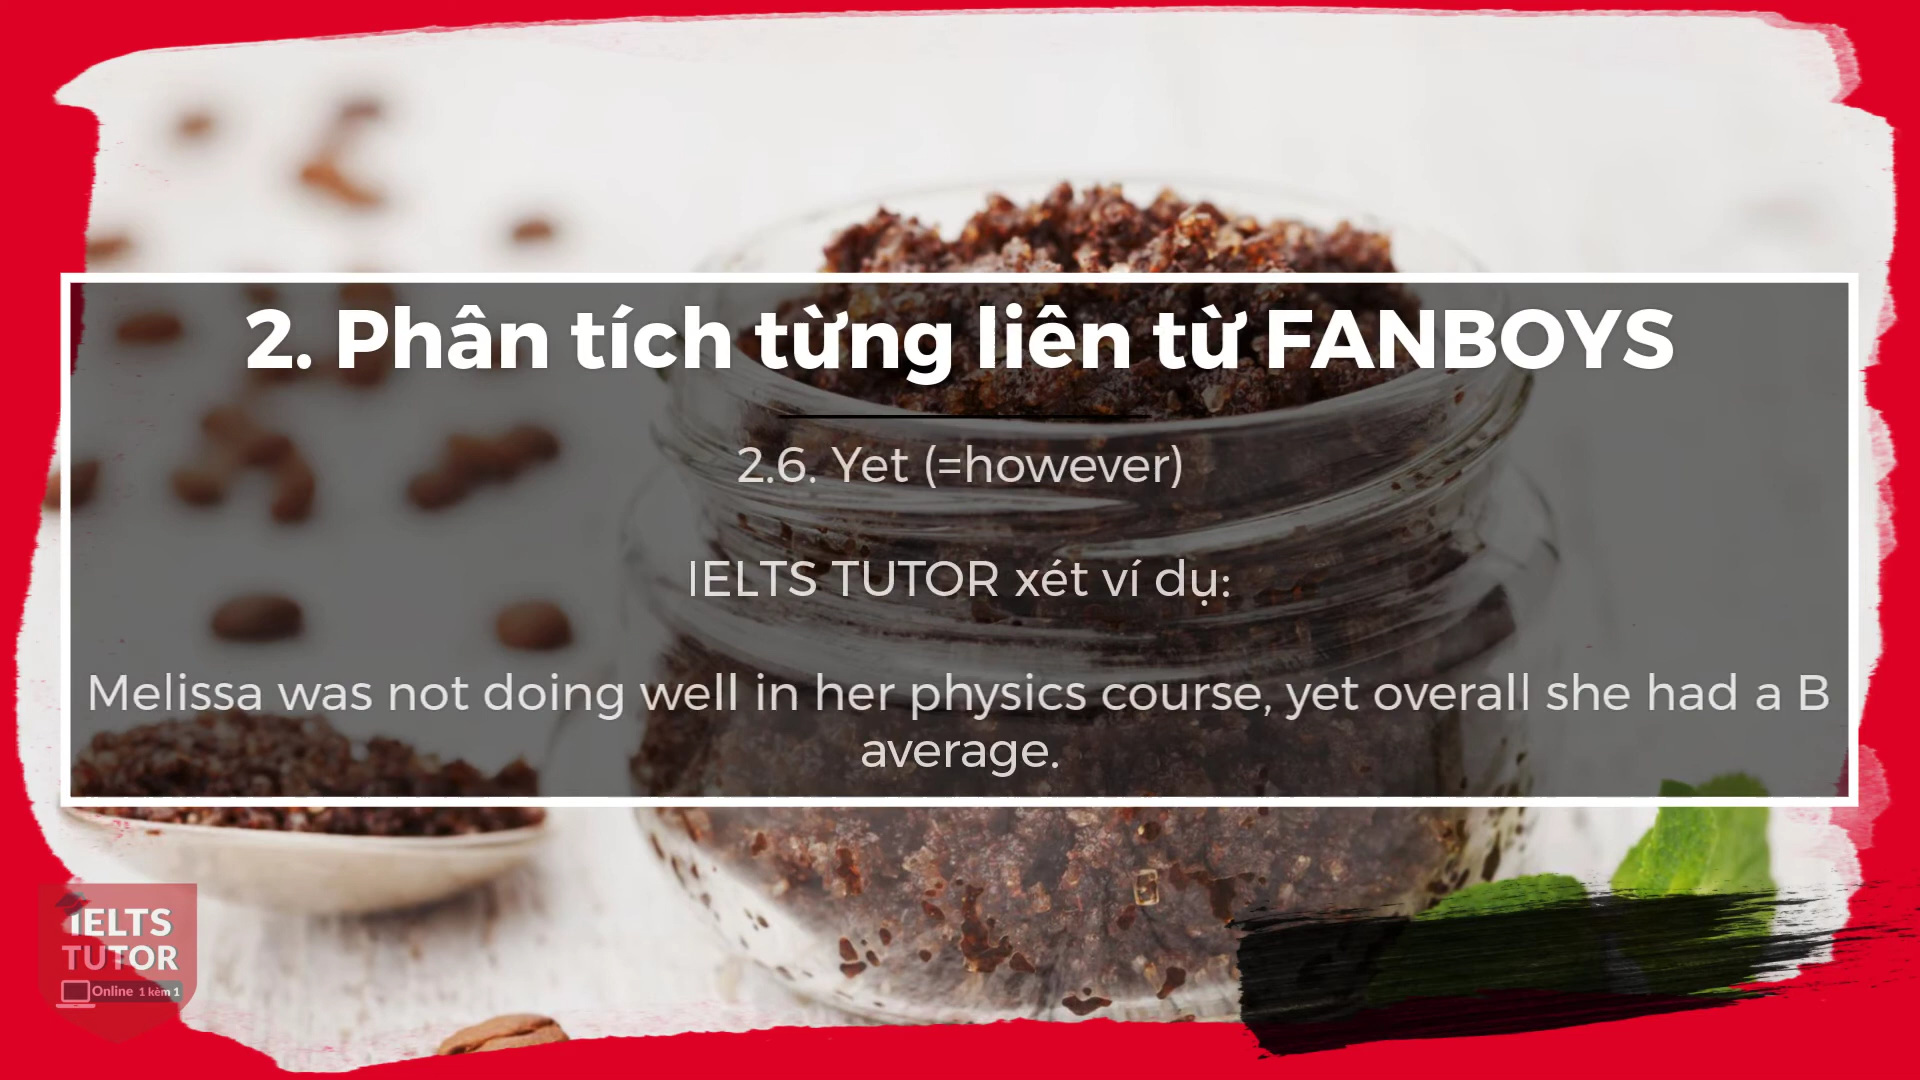 2. Phân tích từng liên từ FANBOYS
2.6. Yet (=however)
IELTS TUTOR xét ví dụ:
Melissa was not doing well in her physics course, yet overall she had a B
average.
IELTS
TUTOR
Online 1 kèm 1